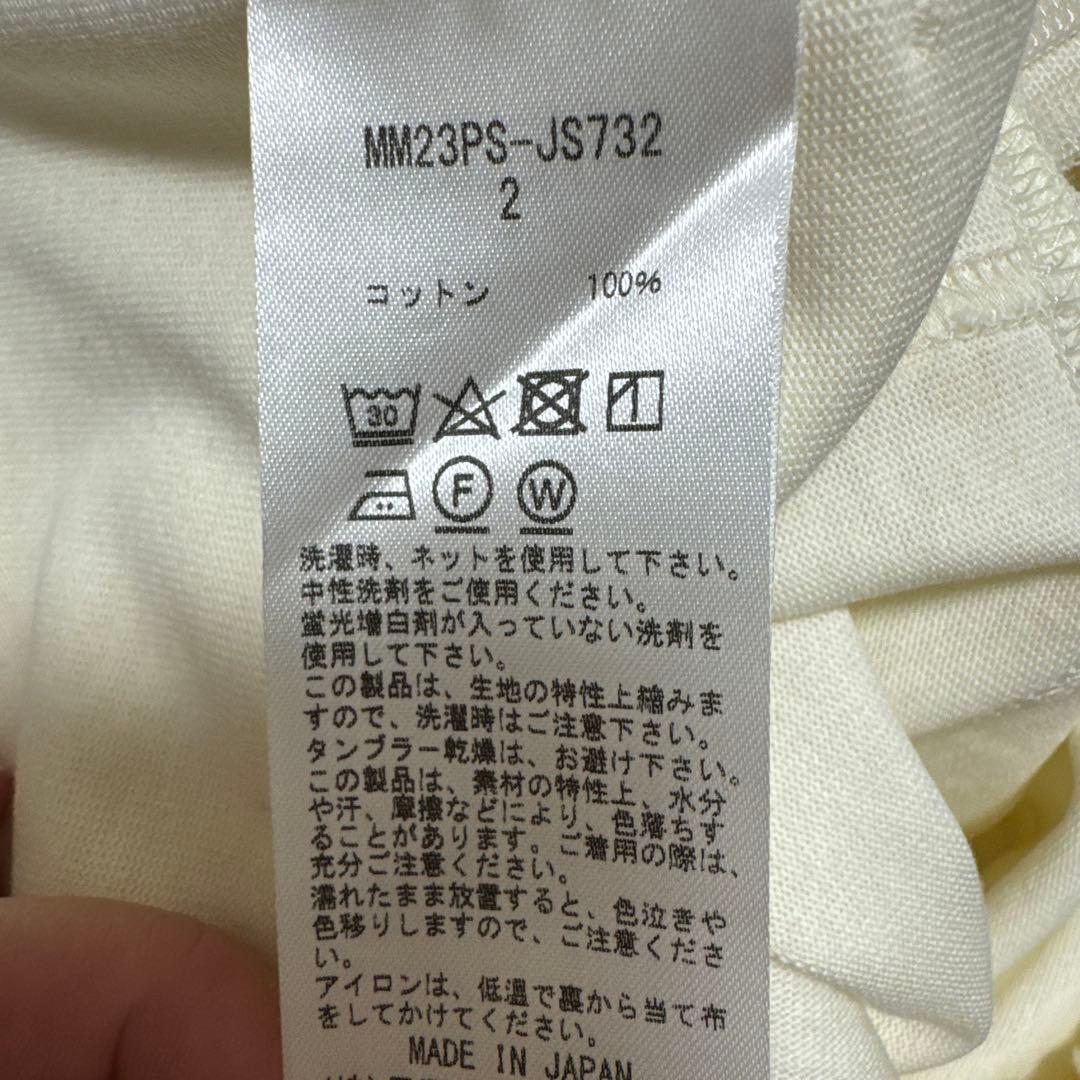 MM23PS-JS732
2
コットン 100%
30
F W
洗濯時、ネットを使用して下さい。
中性洗剤をご使用ください。
蛍光増白剤が入っていない洗剤を
使用して下さい。
この製品は、生地の特性上縮みま
すので、洗濯時はご注意下さい。
タンブラー乾燥は、お避け下さい。
この製品は、素材の特性上、水分
や汗、摩擦などにより、色落ちす
ることがあります。ご着用の際は、
充分ご注意ください。
濡れたまま放置すると、色泣きや
色移りしますので、ご注意くださ
い。
アイロンは、低温で裏から当て布
をしてかけてください。
MADE IN JAPAN